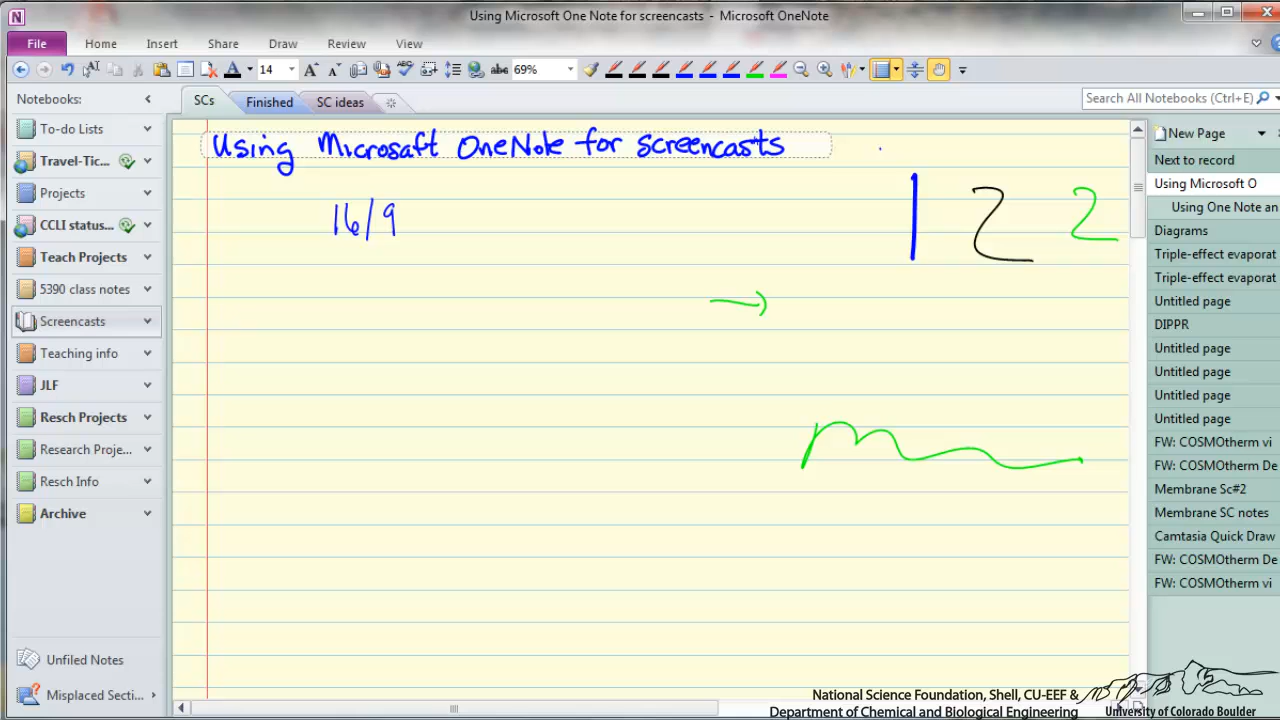 Using Microsoft One Note for screencasts - Microsoft OneNote
File Home Insert Share Draw Review View
14 69%
Notebooks:
SCs Finished SC ideas
Search All Notebooks (Ctrl+E)
To-do Lists
Travel-Tic...
Projects
CCLI status...
Teach Projects
5390 class notes
Screencasts
Teaching info
JLF
Resch Projects
Research Proje...
Resch Info
Archive
Unfiled Notes
Misplaced Secti...
Using Microsoft OneNote for screencasts
16/9
1 2 2
New Page
Next to record
Using Microsoft O
Using One Note an
Diagrams
Triple-effect evaporat
Triple-effect evaporat
Untitled page
DIPPR
Untitled page
Untitled page
Untitled page
Untitled page
FW: COSMOtherm vi
FW: COSMOtherm De
Membrane Sc#2
Membrane SC notes
Camtasia Quick Draw
FW: COSMOtherm De
FW: COSMOtherm vi
National Science Foundation, Shell, CU-EEF &
Department of Chemical and Biological Engineering
University of Colorado Boulder